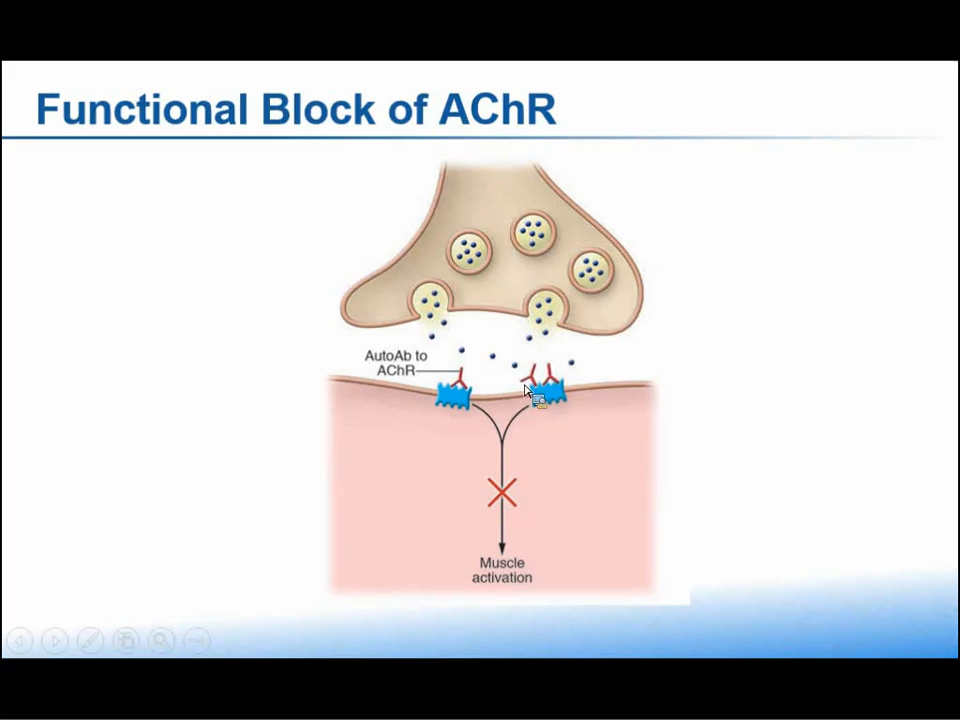 Functional Block of AChR
AutoAb to
AChR
Muscle
activation